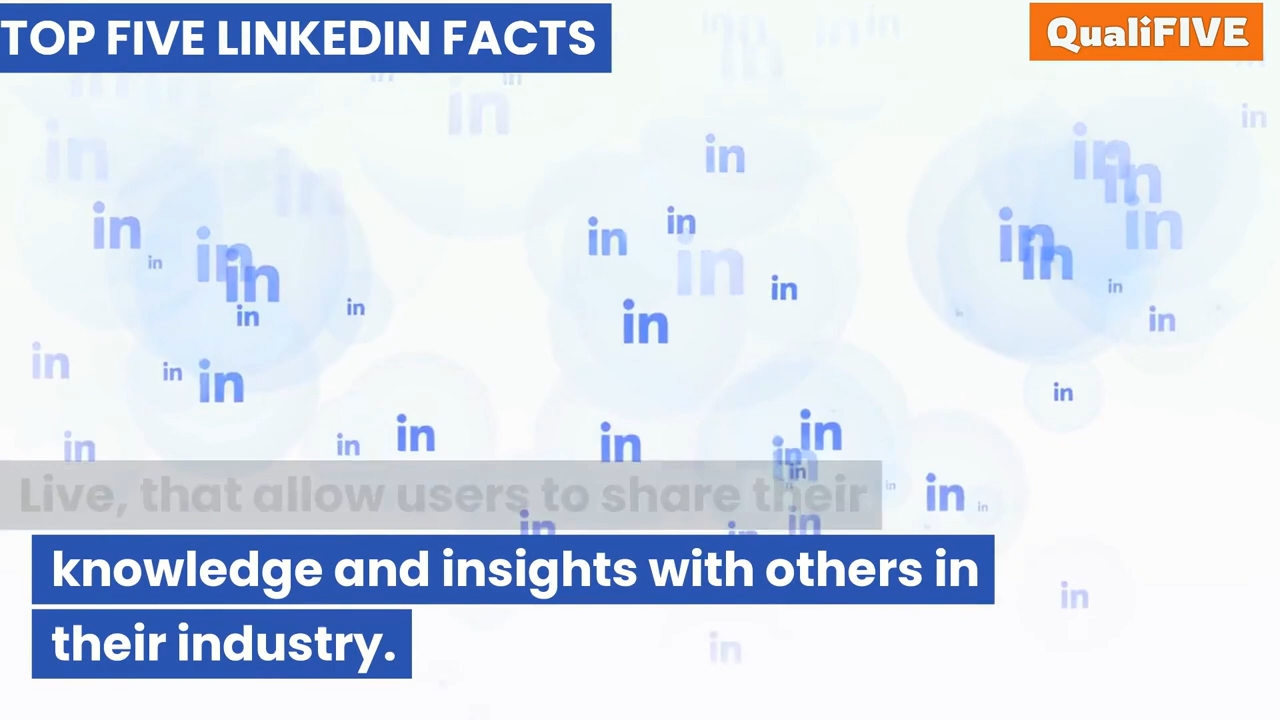 TOP FIVE LINKEDIN FACTS
QualiFIVE
Live, that allow users to share their
knowledge and insights with others in
their industry.